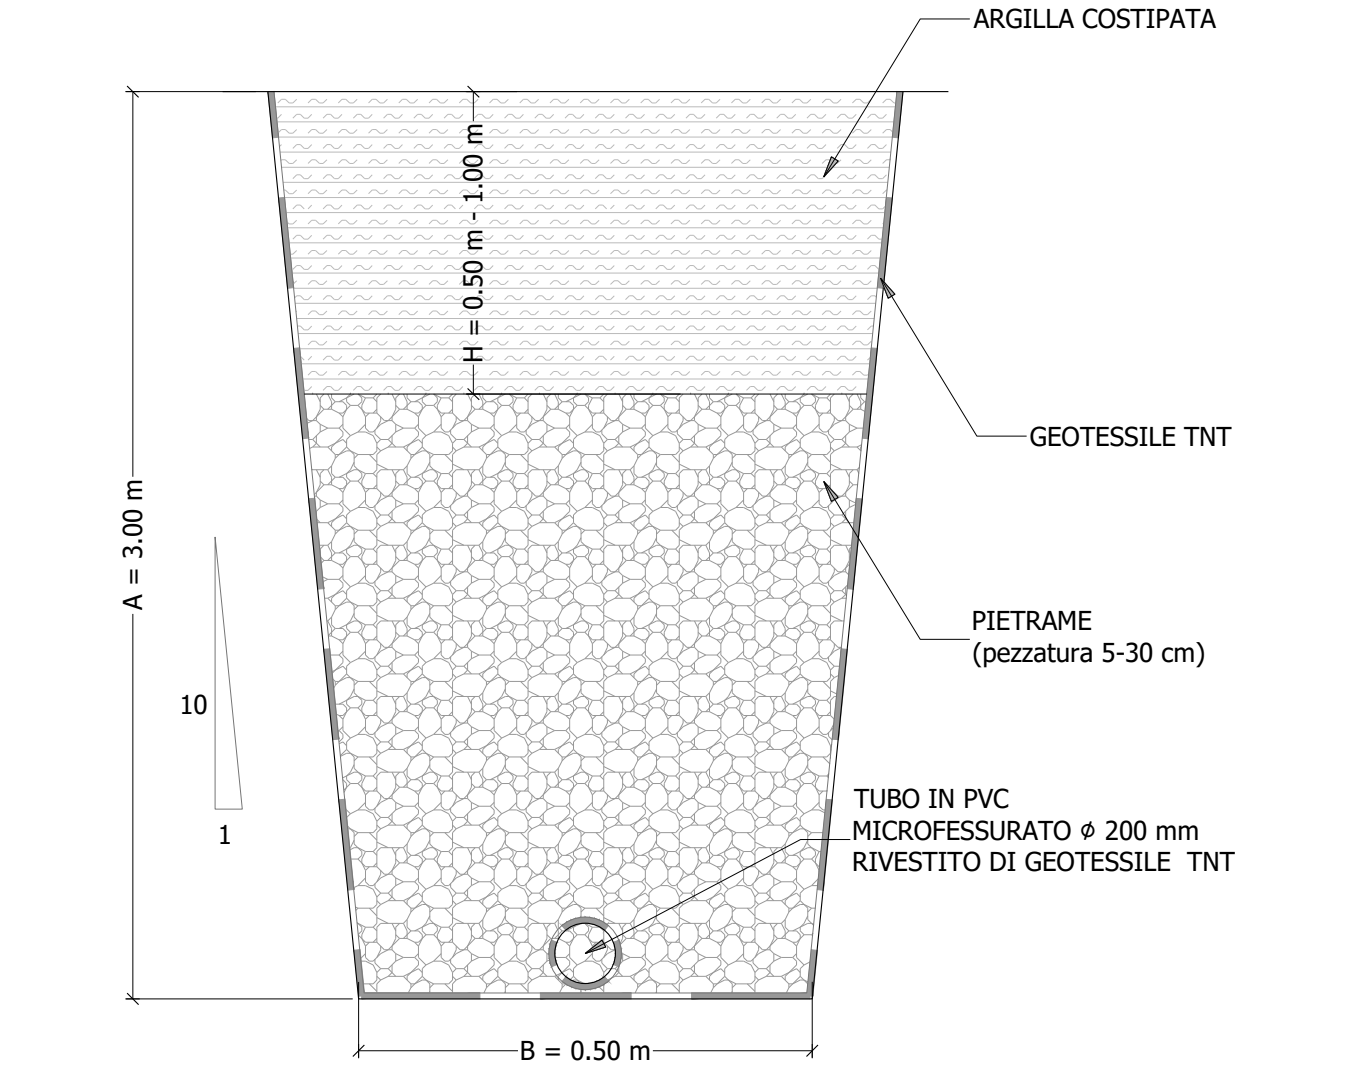 ARGILLA COSTIPATA
H = 0.50 m - 1.00 m
GEOTESSILE TNT
A = 3.00 m
PIETRAME
(pezzatura 5-30 cm)
10
1
TUBO IN PVC
MICROFESSURATO ϕ 200 mm
RIVESTITO DI GEOTESSILE TNT
B = 0.50 m